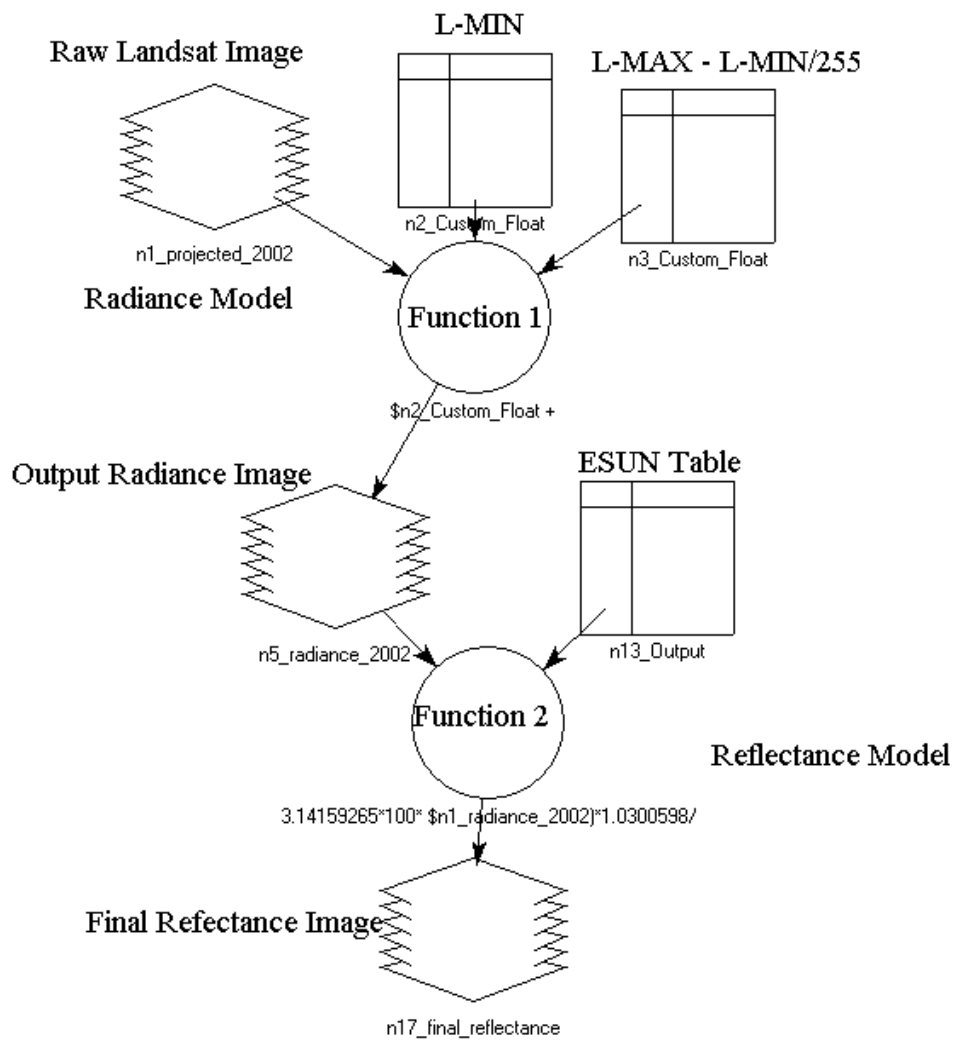 L-MIN
Raw Landsat Image
L-MAX - L-MIN/255
n2_Custom_Float
n1_projected_2002
n3_Custom_Float
Radiance Model
Function 1
$n2_Custom_Float +
Output Radiance Image
ESUN Table
n5_radiance_2002
n13_Output
Function 2
Reflectance Model
3.14159265*100* $n1_radiance_2002)*1.0300598/
Final Refectance Image
n17_final_reflectance